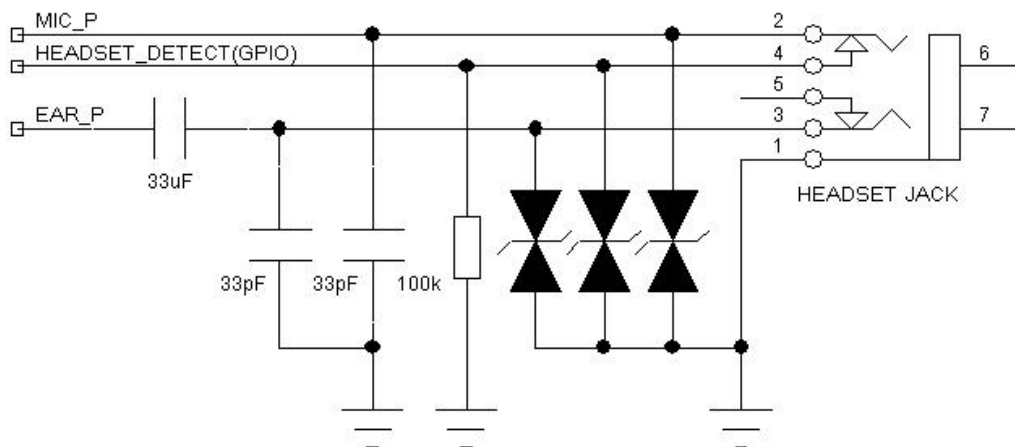 MIC_P
2
HEADSET_DETECT(GPIO)
4
6
5
EAR_P
3
7
1
33uF
HEADSET JACK
33pF
33pF
100k